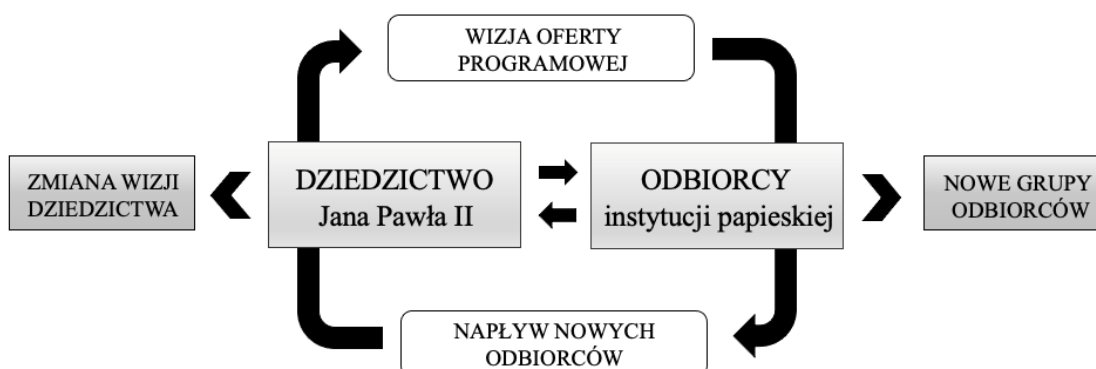 WIZJA OFERTY
PROGRAMOWEJ
ZMIANA WIZJI
DZIEDZICTWA
DZIEDZICTWO
Jana Pawła II
ODBIORCY
instytucji papieskiej
NOWE GRUPY
ODBIORCÓW
NAPŁYW NOWYCH
ODBIORCÓW